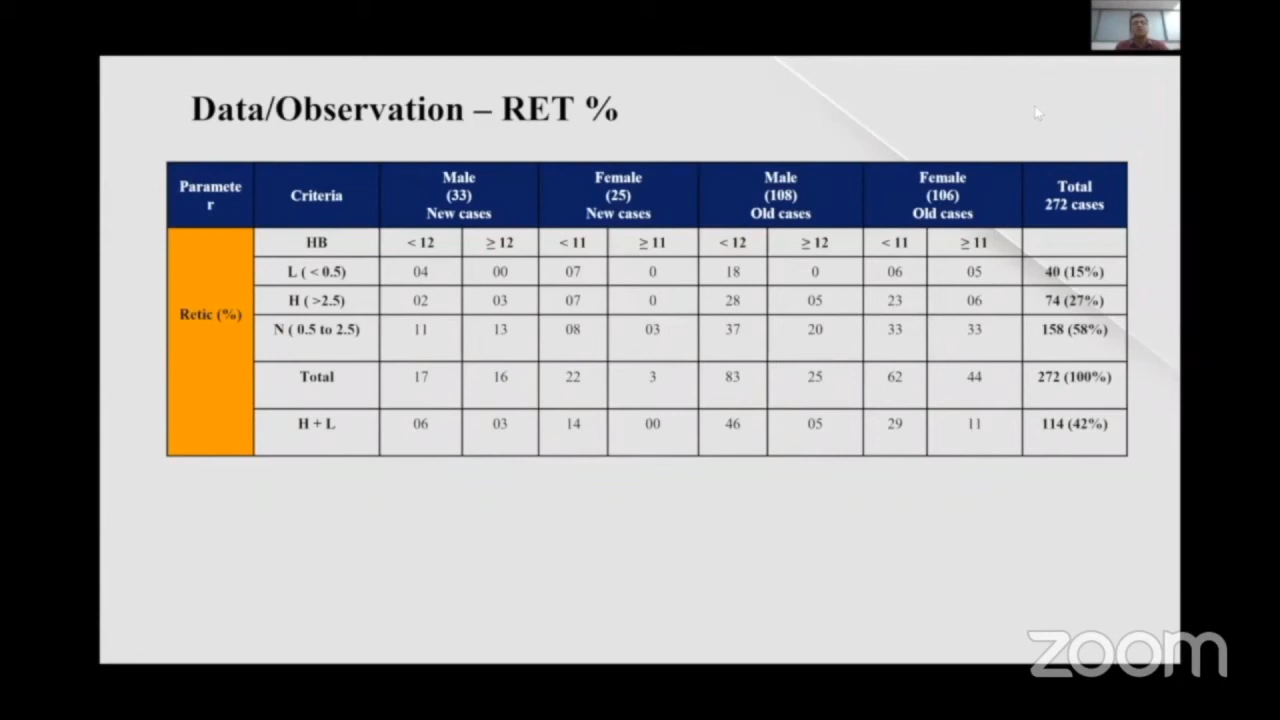 Data/Observation – RET %
Paramete
r
Criteria
Male
(33)
New cases
Female
(25)
New cases
Male
(108)
Old cases
Female
(106)
Old cases
Total
272 cases
Retic (%)
HB < 12 ≥ 12 < 11 ≥ 11 < 12 ≥ 12 < 11 ≥ 11
L ( < 0.5) 04 00 07 0 18 0 06 05 40 (15%)
H ( >2.5) 02 03 07 0 28 05 23 06 74 (27%)
N ( 0.5 to 2.5) 11 13 08 03 37 20 33 33 158 (58%)
Total 17 16 22 3 83 25 62 44 272 (100%)
H + L 06 03 14 00 46 05 29 11 114 (42%)
zoom